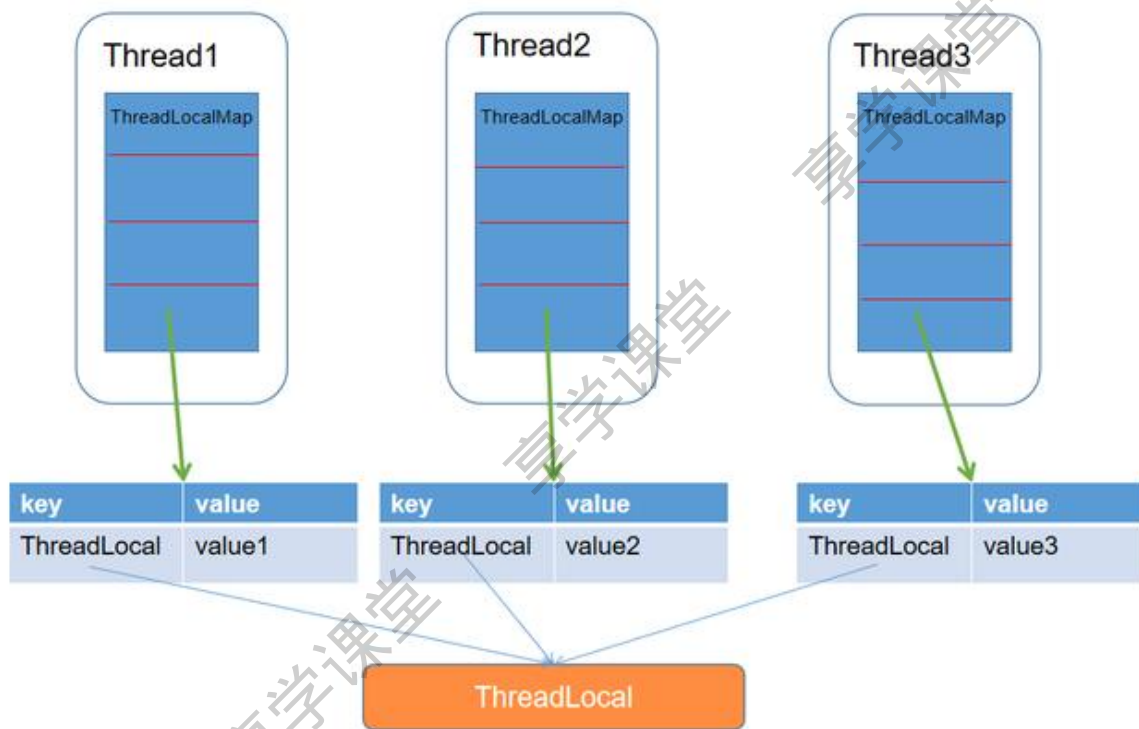 Thread1
Thread2
Thread3
ThreadLocalMap
ThreadLocalMap
ThreadLocalMap
享学课堂
享学课堂
key value
ThreadLocal value1
key value
ThreadLocal value2
key value
ThreadLocal value3
享学课堂
ThreadLocal